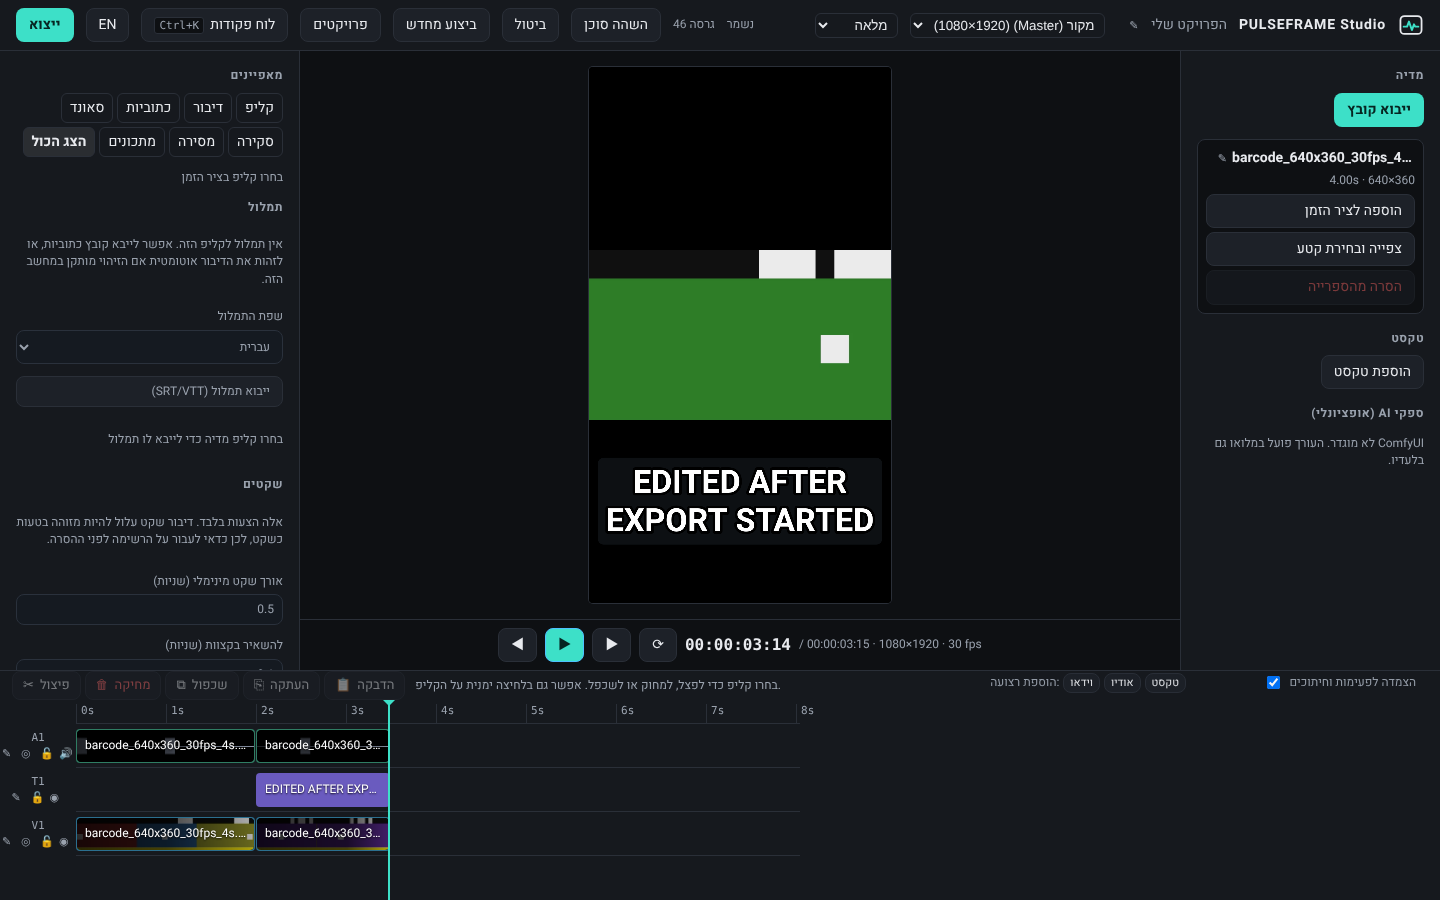 PULSEFRAME Studio
הפרויקט שלי
מקור (Master) (1080×1920)
מלאה
נשמר גרסה 46
השהה סוכן
ביטול
ביצוע מחדש
פרויקטים
לוח פקודות Ctrl+K
EN
ייצוא
מדיה
ייבוא קובץ
barcode_640x360_30fps_4...
4.00s · 640×360
הוספה לציר הזמן
צפייה ובחירת קטע
הסרה מהספרייה
טקסט
הוספת טקסט
ספקי AI (אופציונלי)
ComfyUI לא מוגדר. העורך פועל במלואו גם
בלעדיו.
EDITED AFTER
EXPORT STARTED
00:00:03:14 / 00:00:03:15 · 1080×1920 · 30 fps
מאפיינים
קליפ
דיבור
כתוביות
סאונד
סקירה
מסירה
מתכונים
הצג הכול
בחרו קליפ בציר הזמן
תמלול
אין תמלול לקליפ הזה. אפשר לייבא קובץ כתוביות, או
לזהות את הדיבור אוטומטית אם הזיהוי מותקן במחשב
הזה.
שפת התמלול
עברית
ייבוא תמלול (SRT/VTT)
בחרו קליפ מדיה כדי לייבא לו תמלול
שקטים
אלה הצעות בלבד. דיבור שקט עלול להיות מזוהה בטעות
כשקט, לכן כדאי לעבור על הרשימה לפני ההסרה.
אורך שקט מינימלי (שניות)
0.5
להשאיר בקצוות (שניות)
פיצול
מחיקה
שכפול
העתקה
הדבקה
בחרו קליפ כדי לפצל, למחוק או לשכפל. אפשר גם בלחיצה ימנית על הקליפ.
הוספת רצועה:
וידאו
אודיו
טקסט
הצמדה לפעימות וחיתוכים
0s 1s 2s 3s 4s 5s 6s 7s 8s
A1
barcode_640x360_30fps_4s....
barcode_640x360_3...
T1
EDITED AFTER EXP...
V1
barcode_640x360_30fps_4s....
barcode_640x360_3...